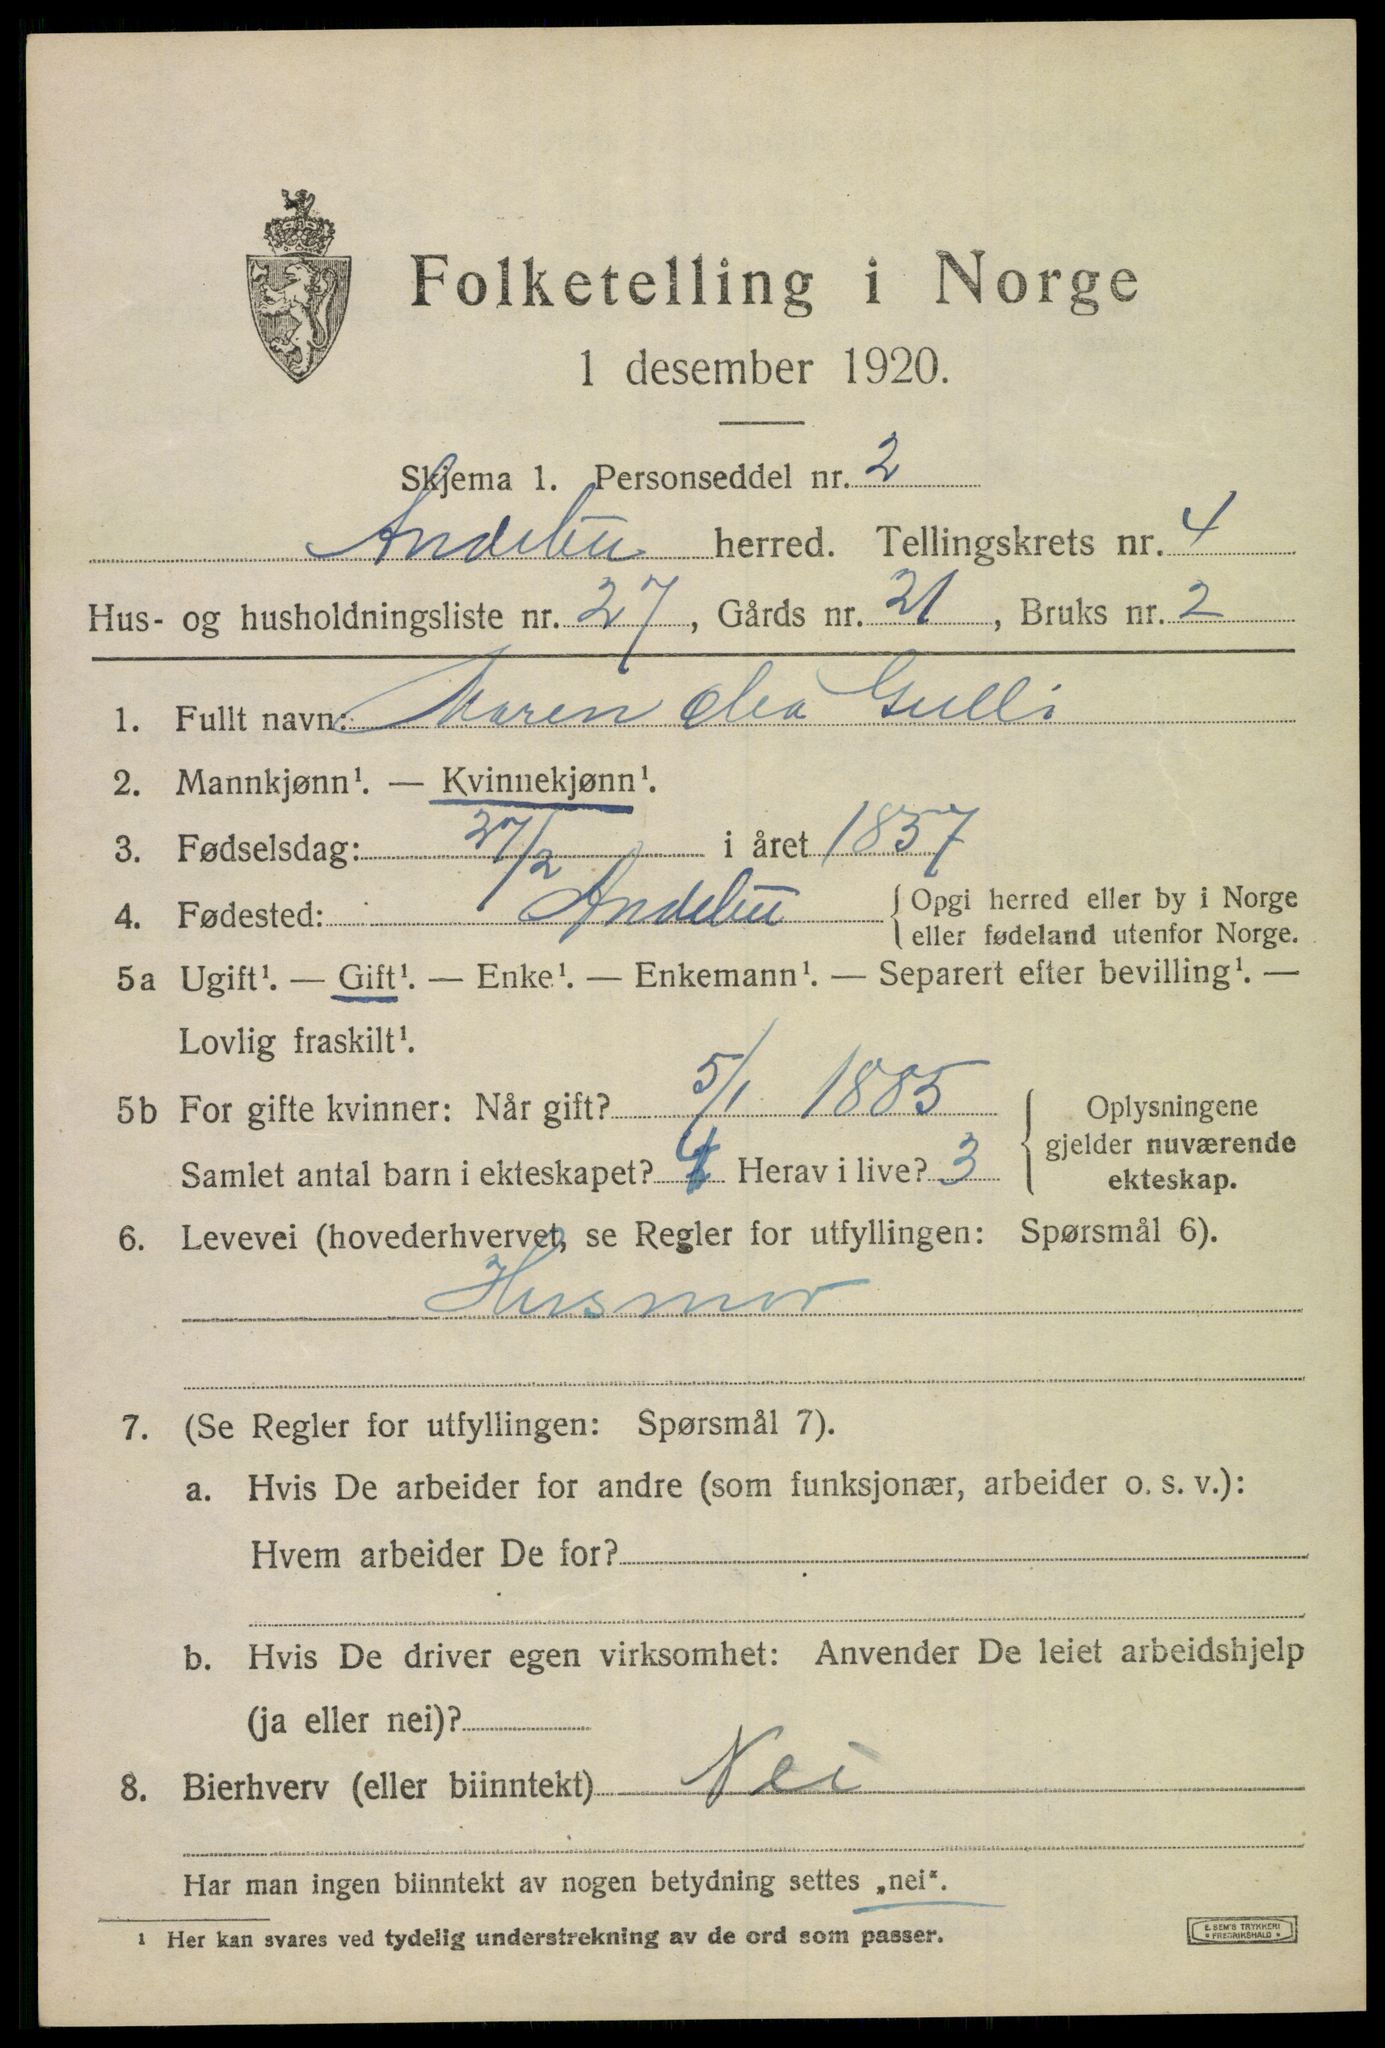 Folketelling i Norge
1 desember 1920.
Skjema 1. Personseddel nr. 2
Andebu herred. Tellingskrets nr. 4
Hus- og husholdningsliste nr. 27, Gårds nr. 21, Bruks nr. 2
1. Fullt navn: Maren Olea Gulli
2. Mannkjønn¹. — Kvinnekjønn¹.
3. Fødselsdag: 27/2 i året 1857
4. Fødested: Andebu { Opgi herred eller by i Norge
eller fødeland utenfor Norge.
5a Ugift¹. — Gift¹. — Enke¹. — Enkemann¹. — Separert efter bevilling¹. —
Lovlig fraskilt¹.
5b For gifte kvinner: Når gift? 5/1 1885
Samlet antal barn i ekteskapet? 4 Herav i live? 3
Oplysningene
gjelder nuværende
ekteskap.
6. Levevei (hovederhvervet, se Regler for utfyllingen: Spørsmål 6).
Husmor
7. (Se Regler for utfyllingen: Spørsmål 7).
a. Hvis De arbeider for andre (som funksjonær, arbeider o. s. v.):
Hvem arbeider De for?
b. Hvis De driver egen virksomhet: Anvender De leiet arbeidshjelp
(ja eller nei)?
8. Bierhverv (eller biinntekt) Nei
Har man ingen biinntekt av nogen betydning settes „nei“.
¹ Her kan svares ved tydelig understrekning av de ord som passer.
E. SEM'S TRYKKERI
* FREDRIKSHALD *